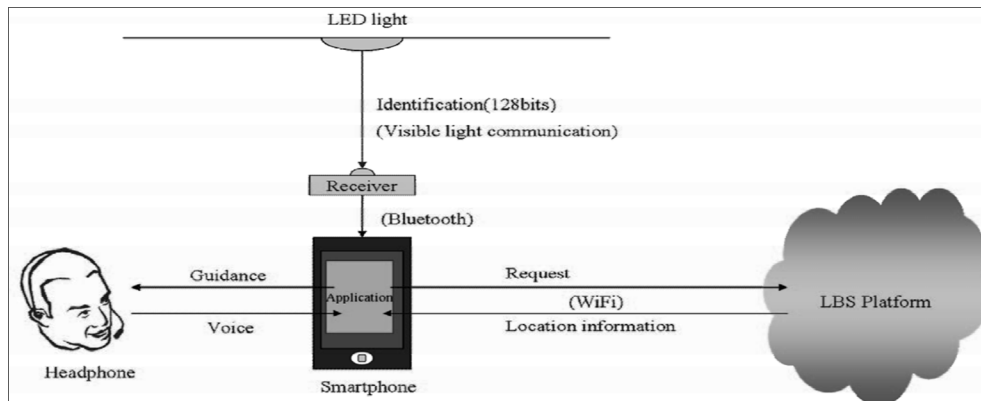 LED light
Identification(128bits)
(Visible light communication)
Receiver
(Bluetooth)
Guidance
Application
Request
(WiFi)
LBS Platform
Voice
Location information
Headphone
Smartphone